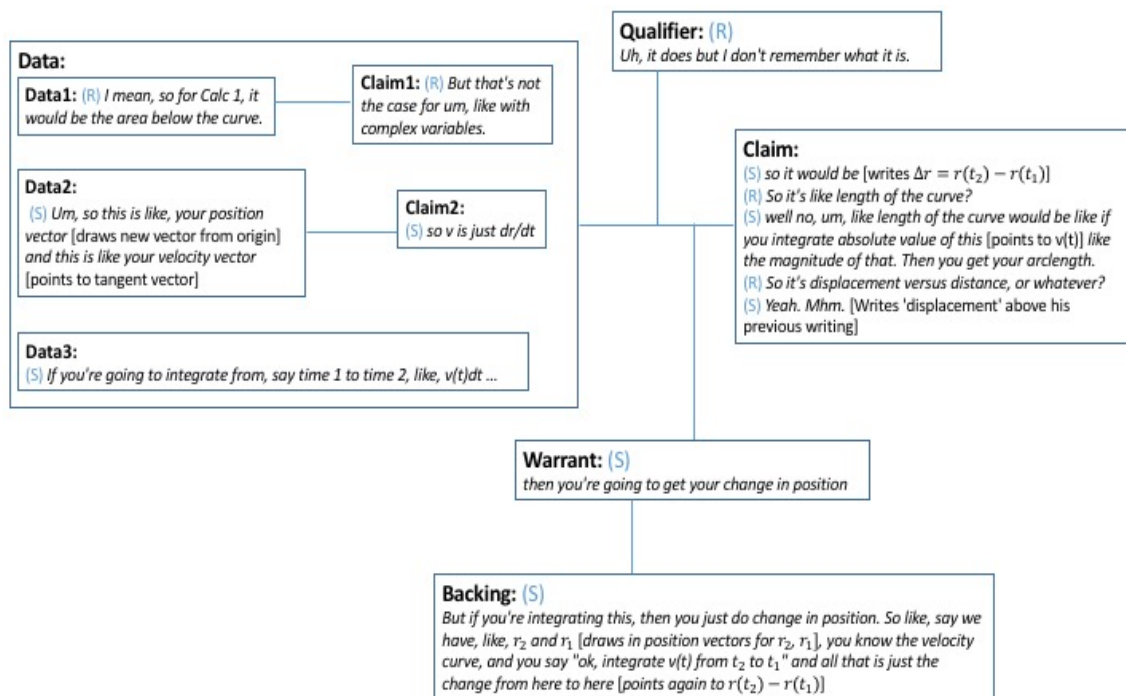 Qualifier: (R)
Uh, it does but I don't remember what it is.
Data:
Data1: (R) I mean, so for Calc 1, it
would be the area below the curve.
Claim1: (R) But that's not
the case for um, like with
complex variables.
Data2:
(S) Um, so this is like, your position
vector [draws new vector from origin]
and this is like your velocity vector
[points to tangent vector]
Claim2:
(S) so v is just dr/dt
Data3:
(S) If you're going to integrate from, say time 1 to time 2, like, v(t)dt ...
Claim:
(S) so it would be [writes Δr = r(t₂) − r(t₁)]
(R) So it's like length of the curve?
(S) well no, um, like length of the curve would be like if
you integrate absolute value of this [points to v(t)] like
the magnitude of that. Then you get your arclength.
(R) So it's displacement versus distance, or whatever?
(S) Yeah. Mhm. [Writes 'displacement' above his
previous writing]
Warrant: (S)
then you're going to get your change in position
Backing: (S)
But if you're integrating this, then you just do change in position. So like, say we
have, like, r₂ and r₁ [draws in position vectors for r₂, r₁], you know the velocity
curve, and you say "ok, integrate v(t) from t₂ to t₁" and all that is just the
change from here to here [points again to r(t₂) − r(t₁)]